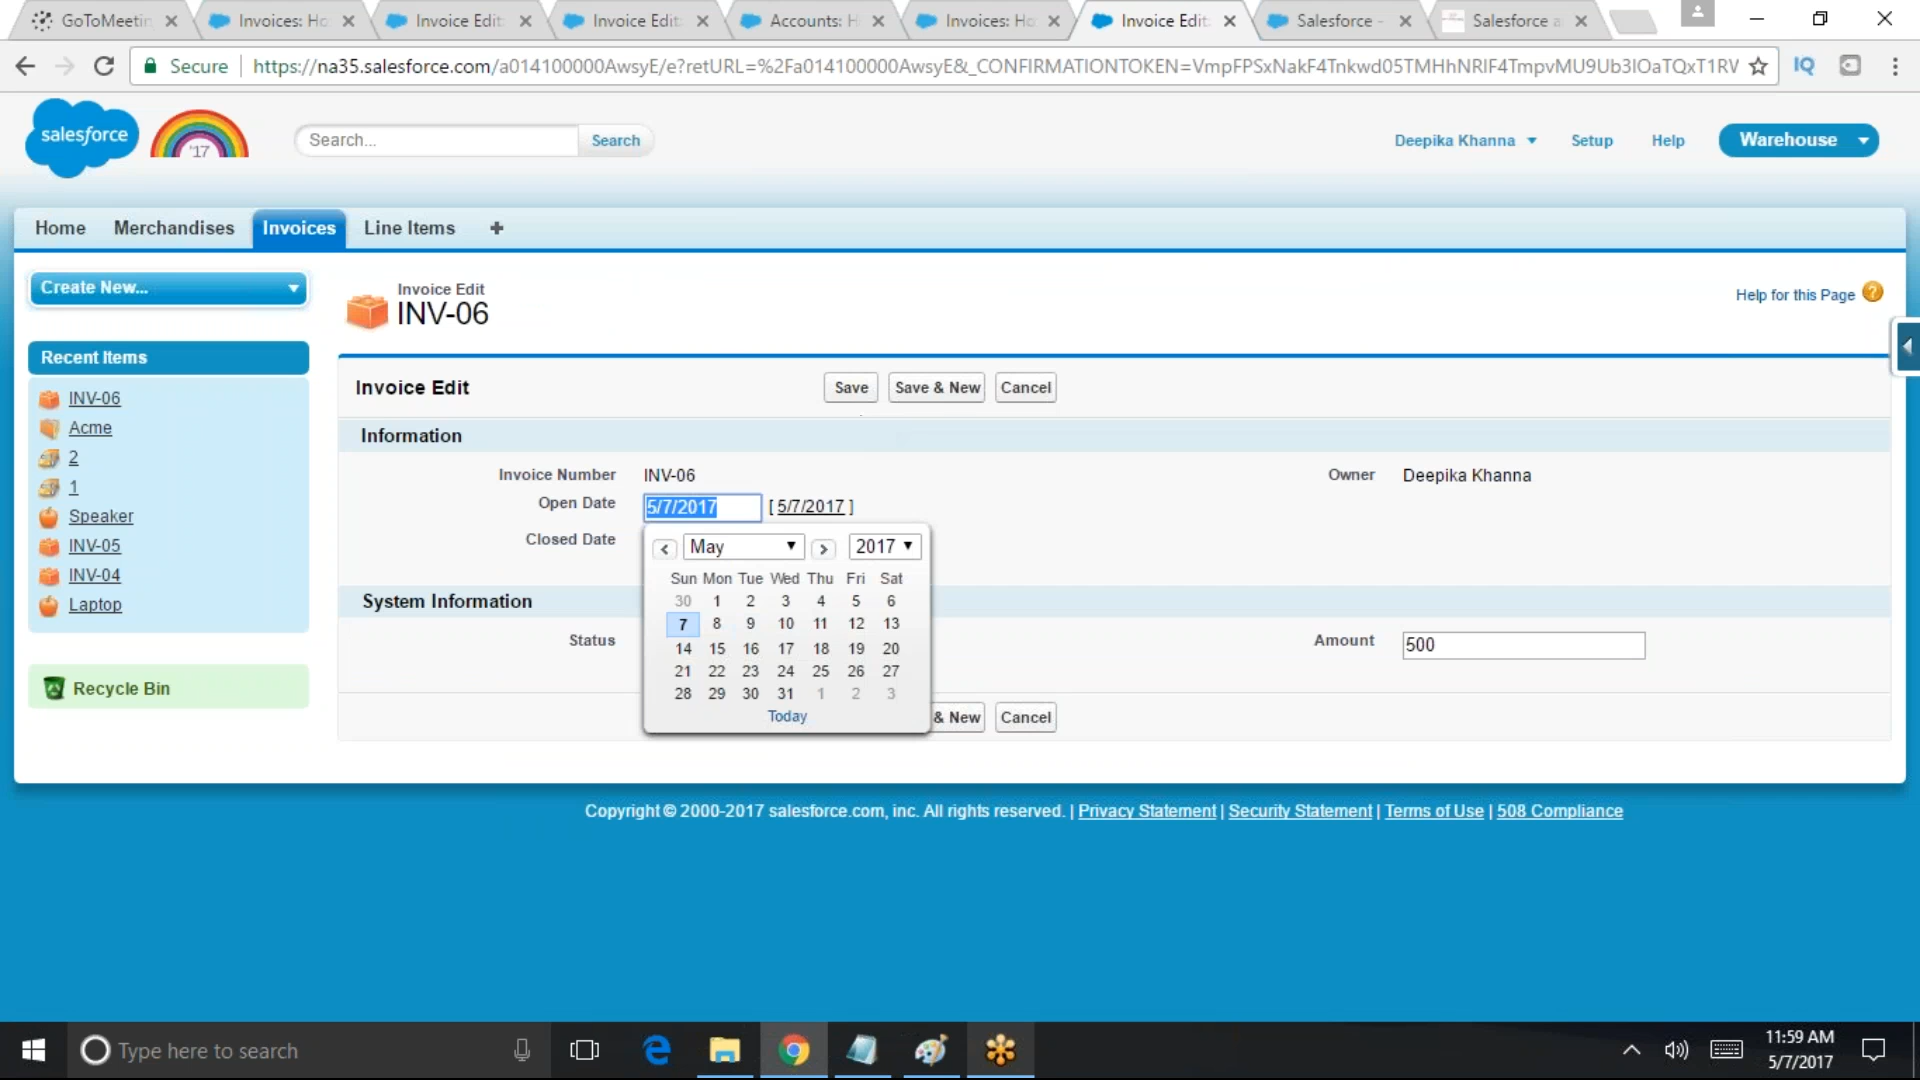 GoToMeetin
Invoices: Ho
Invoice Edit:
Invoice Edit:
Accounts: H
Invoices: Ho
Invoice Edit:
Salesforce -
Salesforce a
Secure
https://na35.salesforce.com/a014100000AwsyE/e?retURL=%2Fa014100000AwsyE&_CONFIRMATIONTOKEN=VmpFPSxNakF4Tnkwd05TMHhNRlF4TmpvMU9Ub3lOaTQxT1RV
IQ
salesforce
'17
Search...
Search
Deepika Khanna
Setup
Help
Warehouse
Home
Merchandises
Invoices
Line Items
+
Create New...
Recent Items
INV-06
Acme
2
1
Speaker
INV-05
INV-04
Laptop
Recycle Bin
Invoice Edit
INV-06
Help for this Page
?
Invoice Edit
Save
Save & New
Cancel
Information
Invoice Number
INV-06
Owner
Deepika Khanna
Open Date
5/7/2017
[ 5/7/2017 ]
Closed Date
May
2017
Sun Mon Tue Wed Thu Fri Sat
30 1 2 3 4 5 6
7 8 9 10 11 12 13
14 15 16 17 18 19 20
21 22 23 24 25 26 27
28 29 30 31 1 2 3
Today
System Information
Status
Amount
500
& New
Cancel
Copyright © 2000-2017 salesforce.com, inc. All rights reserved. | Privacy Statement | Security Statement | Terms of Use | 508 Compliance
Type here to search
11:59 AM
5/7/2017